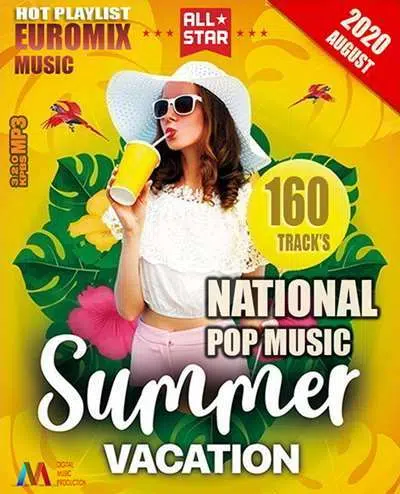 HOT PLAYLIST
EUROMIX
MUSIC
ALL
STAR
2020
AUGUST
320
KPBS
MP3
160
TRACK'S
NATIONAL
POP MUSIC
Summer
VACATION
DIGITAL
MUSIC
PRODUCTION